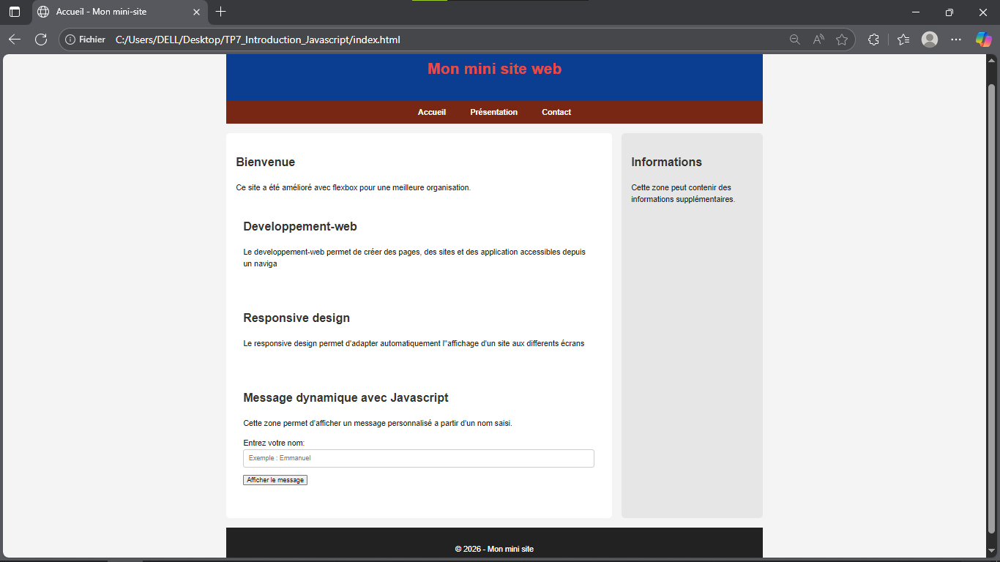 Accueil - Mon mini-site
Fichier C:/Users/DELL/Desktop/TP7_Introduction_Javascript/index.html
Mon mini site web
Accueil Présentation Contact
Bienvenue
Ce site a été amélioré avec flexbox pour une meilleure organisation.
Developpement-web
Le developpement-web permet de créer des pages, des sites et des application accessibles depuis
un naviga
Responsive design
Le responsive design permet d'adapter automatiquement l''affichage d'un site aux differents écrans
Message dynamique avec Javascript
Cette zone permet d'afficher un message personnalisé a partir d'un nom saisi.
Entrez votre nom:
Exemple : Emmanuel
Afficher le message
Informations
Cette zone peut contenir des
informations supplémentaires.
© 2026 - Mon mini site